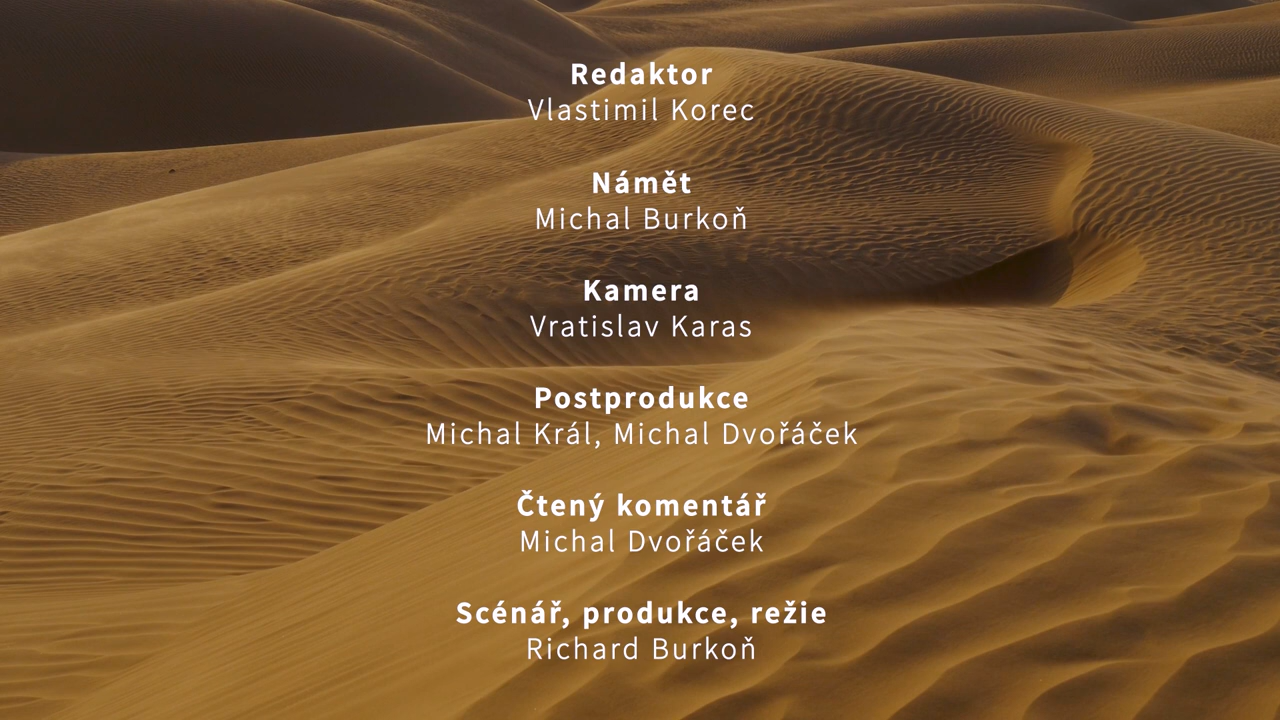 Redaktor
Vlastimil Korec
Námět
Michal Burkoň
Kamera
Vratislav Karas
Postprodukce
Michal Král, Michal Dvořáček
Čtený komentář
Michal Dvořáček
Scénář, produkce, režie
Richard Burkoň